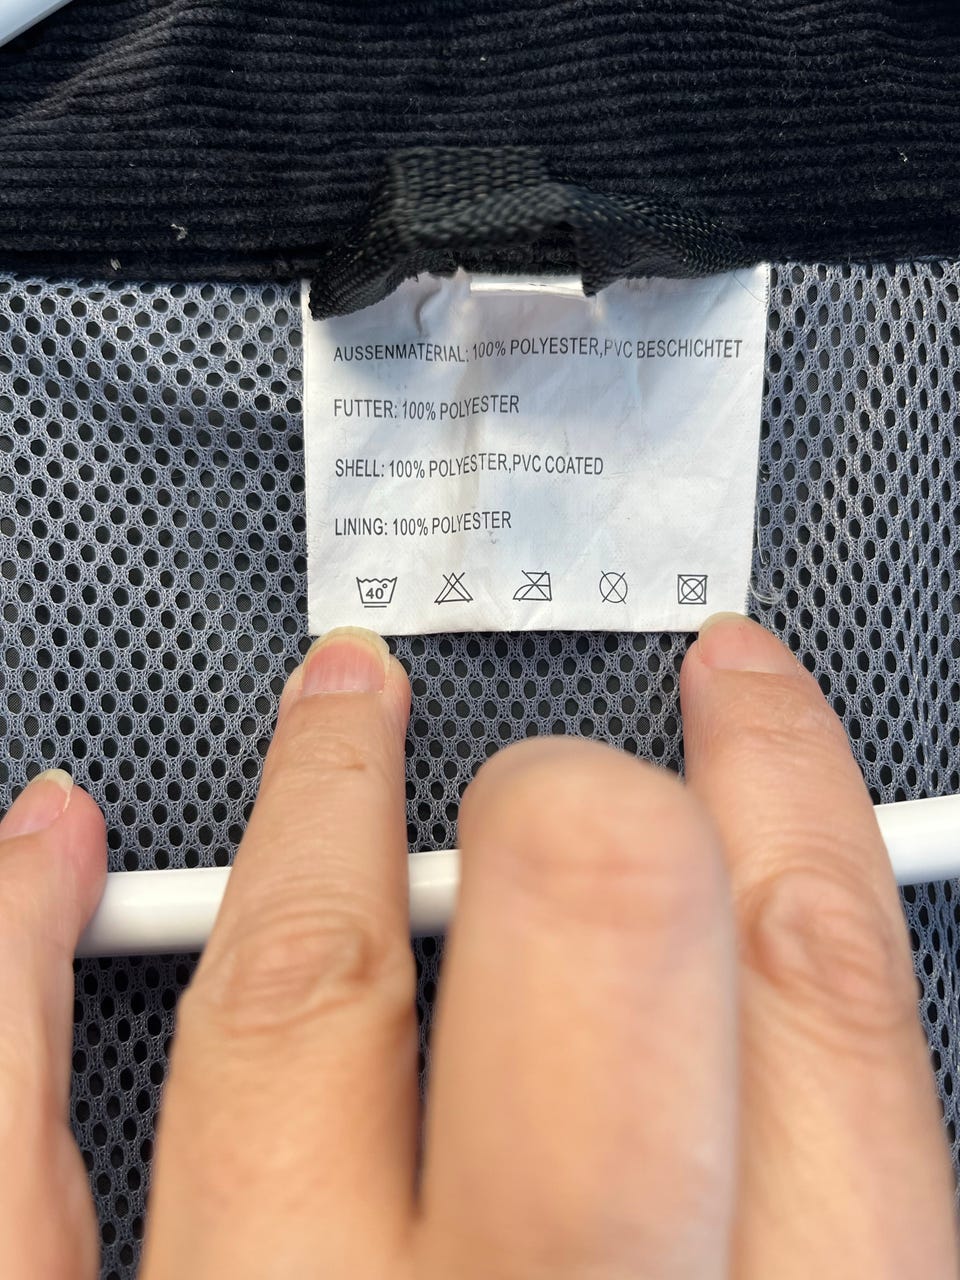 AUSSENMATERIAL: 100% POLYESTER,PVC BESCHICHTET
FUTTER: 100% POLYESTER
SHELL: 100% POLYESTER,PVC COATED
LINING: 100% POLYESTER
40°